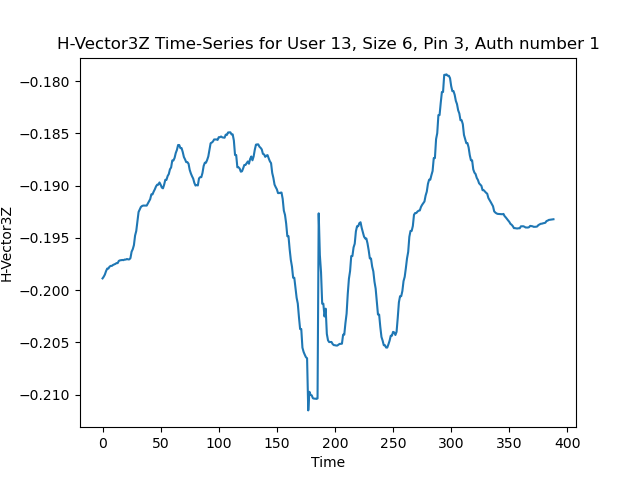 H-Vector3Z Time-Series for User 13, Size 6, Pin 3, Auth number 1
−0.180
−0.185
−0.190
−0.195
−0.200
−0.205
−0.210
H-Vector3Z
0 50 100 150 200 250 300 350 400
Time